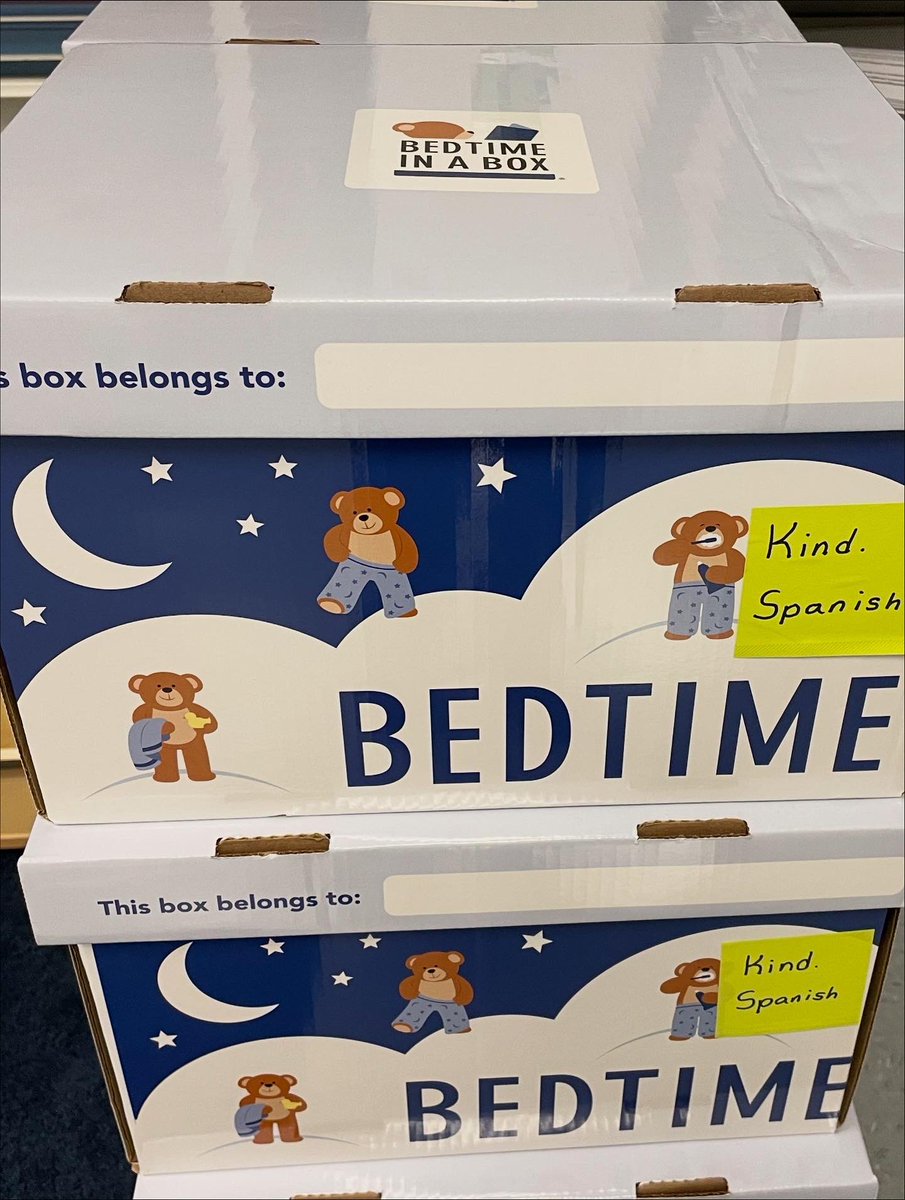 BEDTIME
IN A BOX
s box belongs to:
Kind.
Spanish
BEDTIME
This box belongs to:
Kind.
Spanish
BEDTIME